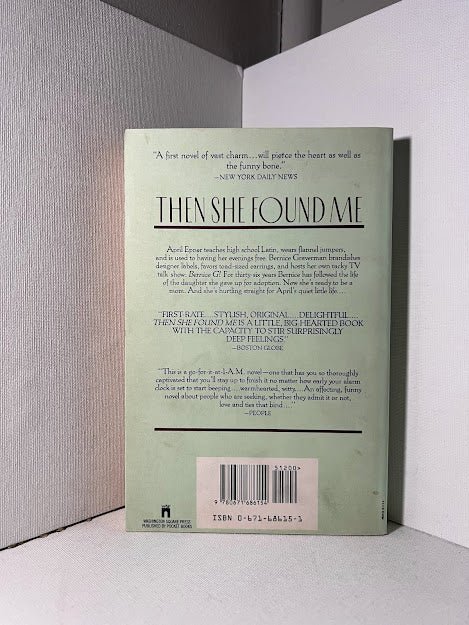 "A first novel of vast charm....will pierce the heart as well as
the funny bone."
—NEW YORK DAILY NEWS
THEN SHE FOUND ME
April Epner teaches high school Latin, wears flannel jumpers,
and is used to having her evenings free. Bernice Graverman brandishes
designer labels, favors toad-sized earrings, and hosts her own tacky TV
talk show: Bernice G! For thirty six years Bernice has followed the life
of the daughter she gave up for adoption. Now she's ready to be a
mom. And she's hurtling straight for April's quiet little life....
"FIRST-RATE....STYLISH, ORIGINAL....DELIGHTFUL....
THEN SHE FOUND ME IS A LITTLE, BIG-HEARTED BOOK
WITH THE CAPACITY TO STIR SURPRISINGLY
DEEP FEELINGS."
—BOSTON GLOBE
"This is a go-for-it-at-1-A.M. novel—one that has you so thoroughly
captivated that you'll stay up to finish it no matter how early your alarm
clock is set to start beeping....warmhearted, witty....An affecting, funny
novel about people who are seeking, whether they admit it or not,
love and ties that bind...."
—PEOPLE
51200>
9 780671 686154
ISBN 0-671-68615-1
WASHINGTON SQUARE PRESS
PUBLISHED BY POCKET BOOKS